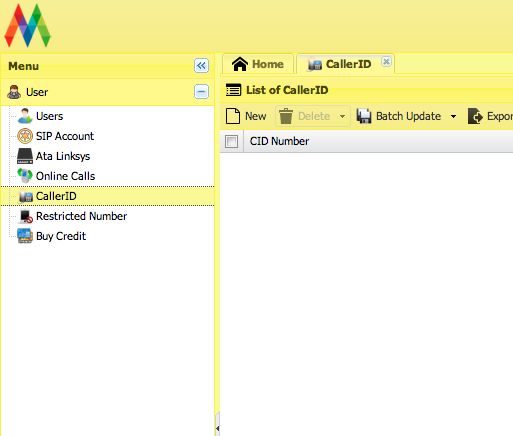 Menu
User
Users
SIP Account
Ata Linksys
Online Calls
CallerID
Restricted Number
Buy Credit
Home CallerID
List of CallerID
New Delete Batch Update Expor
CID Number